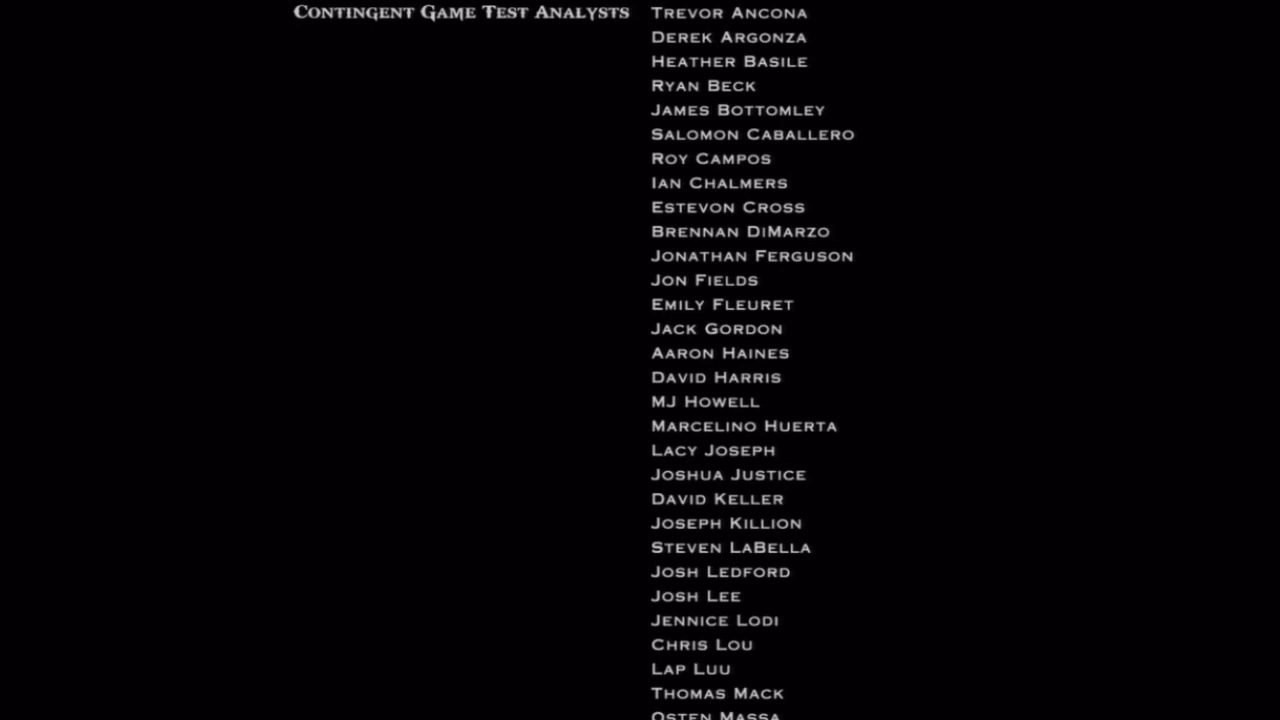 Contingent Game Test Analysts Trevor Ancona
Derek Argonza
Heather Basile
Ryan Beck
James Bottomley
Salomon Caballero
Roy Campos
Ian Chalmers
Estevon Cross
Brennan DiMarzo
Jonathan Ferguson
Jon Fields
Emily Fleuret
Jack Gordon
Aaron Haines
David Harris
MJ Howell
Marcelino Huerta
Lacy Joseph
Joshua Justice
David Keller
Joseph Killion
Steven LaBella
Josh Ledford
Josh Lee
Jennice Lodi
Chris Lou
Lap Luu
Thomas Mack
Osten Massa